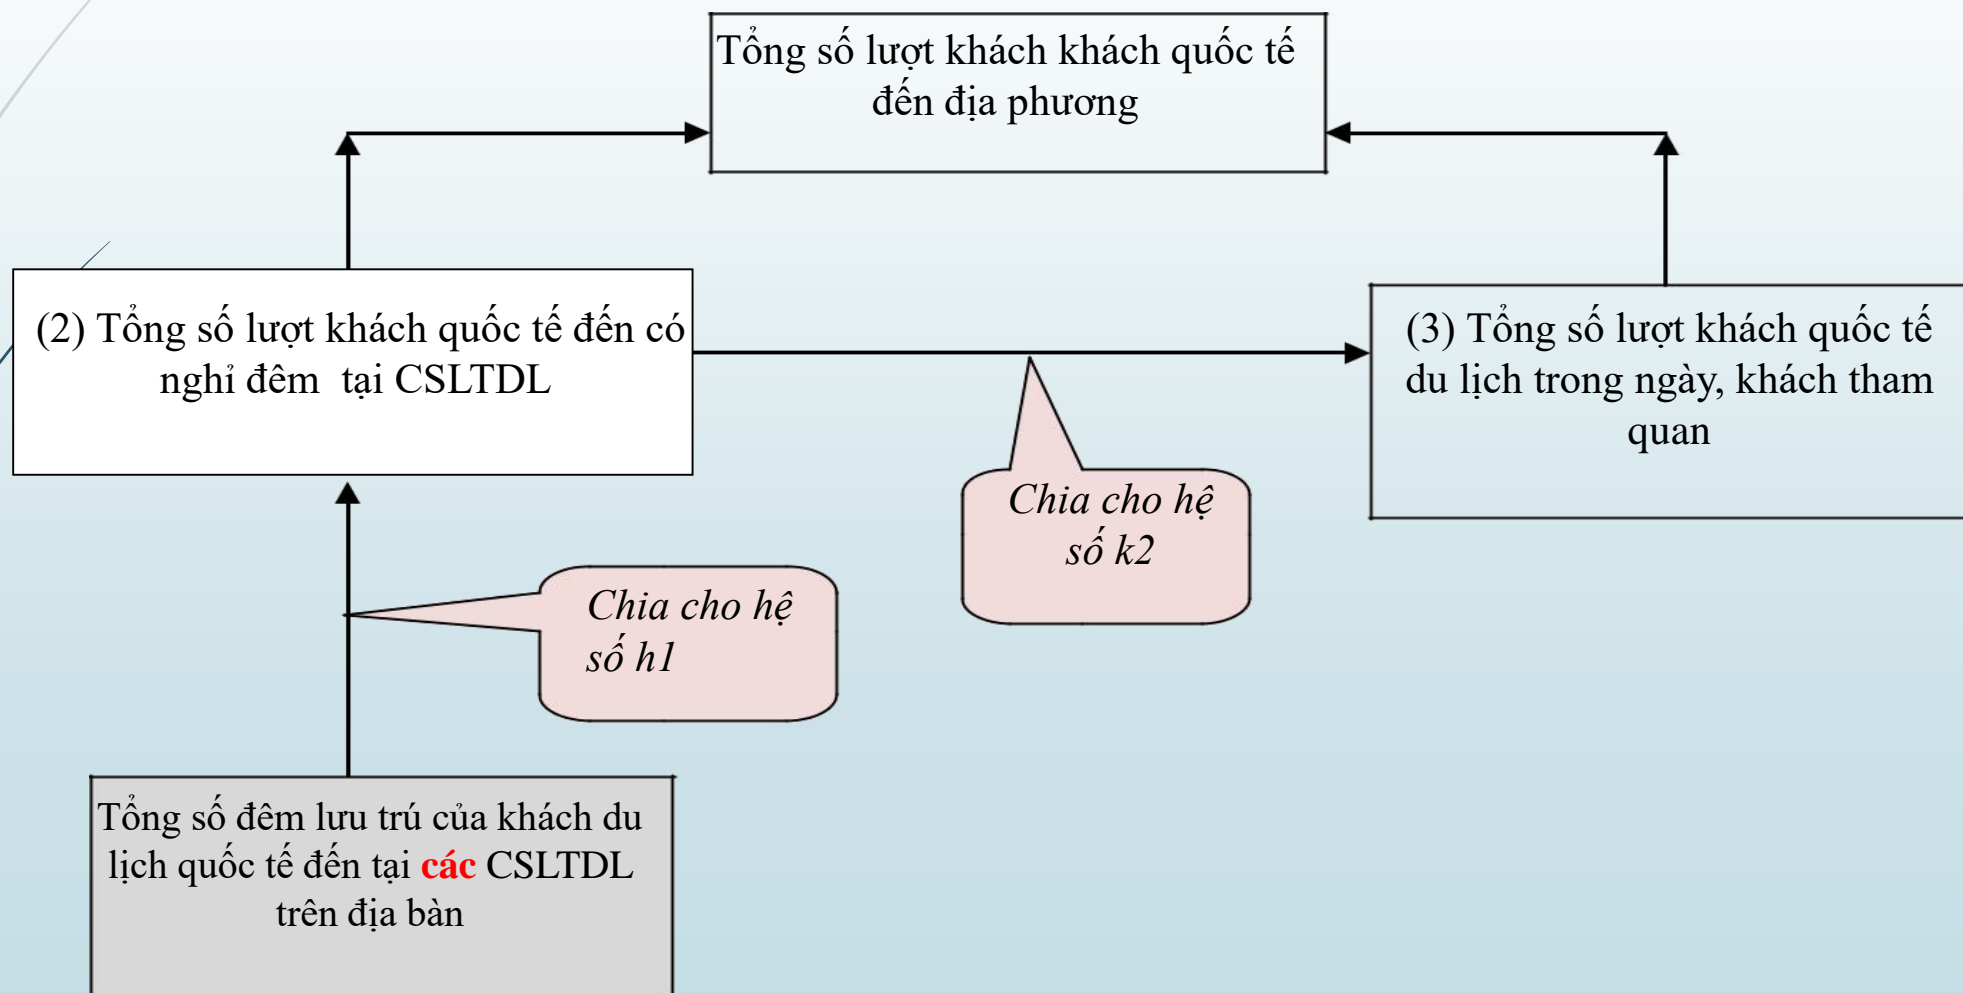 Tổng số lượt khách khách quốc tế
đến địa phương
(2) Tổng số lượt khách quốc tế đến có
nghỉ đêm tại CSLTDL
(3) Tổng số lượt khách quốc tế
du lịch trong ngày, khách tham
quan
Chia cho hệ
số k2
Chia cho hệ
số h1
Tổng số đêm lưu trú của khách du
lịch quốc tế đến tại các CSLTDL
trên địa bàn